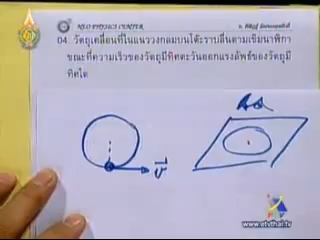 NEO PHYSICS CENTER
04. วัตถุเคลื่อนที่ในแนววงกลมบนโต๊ะราบลื่นตามเข็มนาฬิกา
ขณะที่ความเร็วของวัตถุมีทิศตะวันออกแรงลัพธ์ของวัตถุมี
ทิศใด
v
www.etvthai.tv